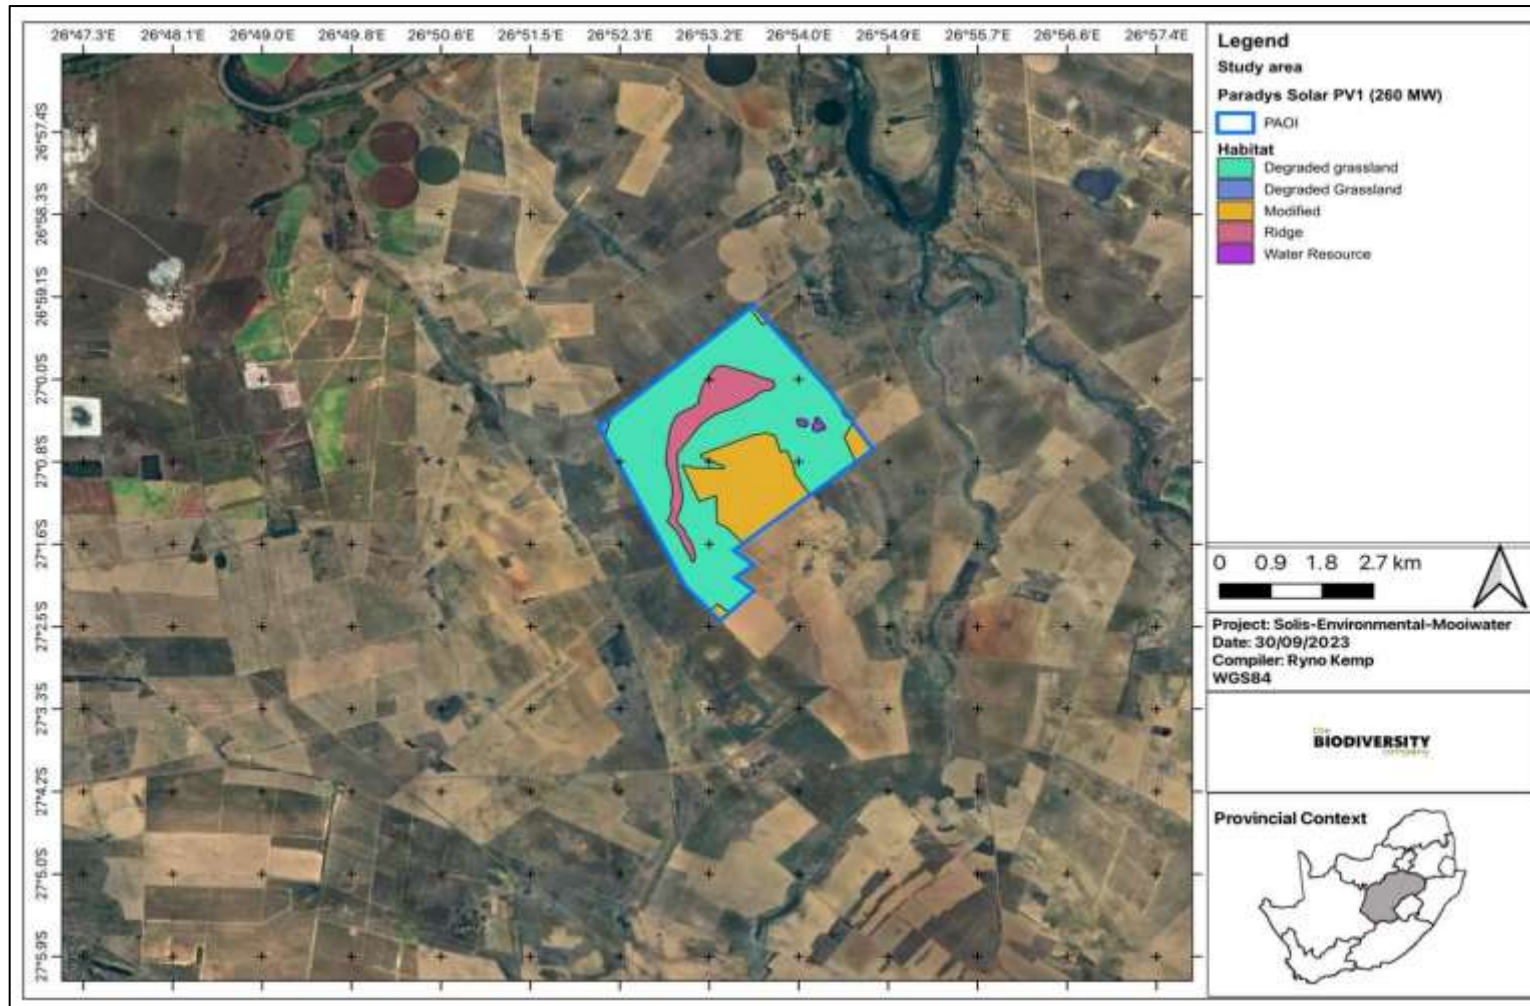 26°47.3'E 26°48.1'E 26°49.0'E 26°49.8'E 26°50.6'E 26°51.5'E 26°52.3'E 26°53.2'E 26°54.0'E 26°54.9'E 26°55.7'E 26°56.6'E 26°57.4'E
26°57.4'S
26°58.3'S
26°59.1'S
27°0.0'S
27°0.8'S
27°1.6'S
27°2.5'S
27°3.3'S
27°4.2'S
27°5.0'S
27°5.9'S
Legend
Study area
Paradys Solar PV1 (260 MW)
PAOI
Habitat
Degraded grassland
Degraded Grassland
Modified
Ridge
Water Resource
0 0.9 1.8 2.7 km
Project: Solis-Environmental-Mooiwater
Date: 30/09/2023
Compiler: Ryno Kemp
WGS84
the
BIODIVERSITY
company
Provincial Context